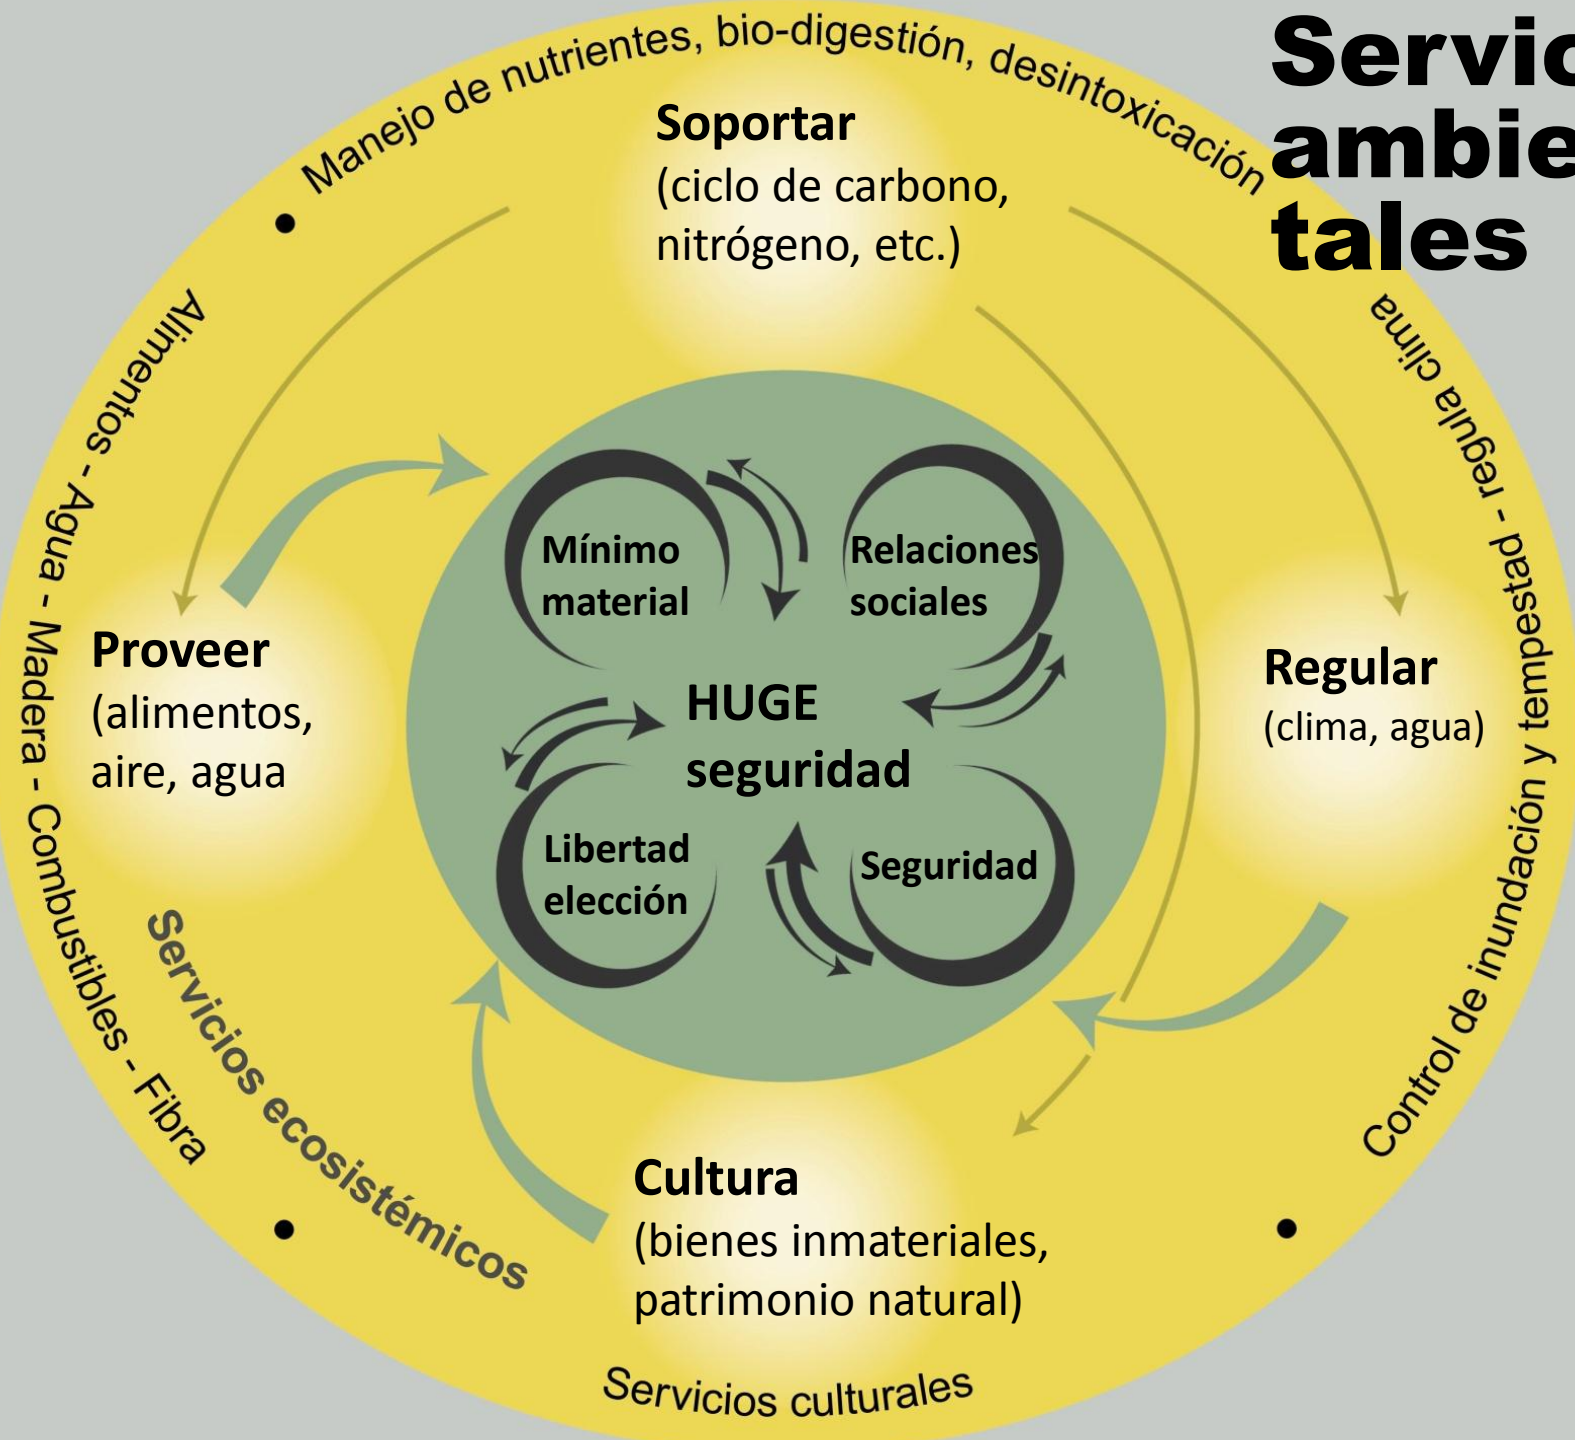 Servic
ambie
tales
Manejo de nutrientes, bio-digestión, desintoxicación
Soportar
(ciclo de carbono,
nitrógeno, etc.)
Alimentos - Agua - Madera - Combustibles - Fibra
Control de inundación y tempestad - regula clima
Mínimo
material
Relaciones
sociales
HUGE
seguridad
Libertad
elección
Seguridad
Proveer
(alimentos,
aire, agua
Regular
(clima, agua)
Servicios ecosistémicos
Cultura
(bienes inmateriales,
patrimonio natural)
Servicios culturales